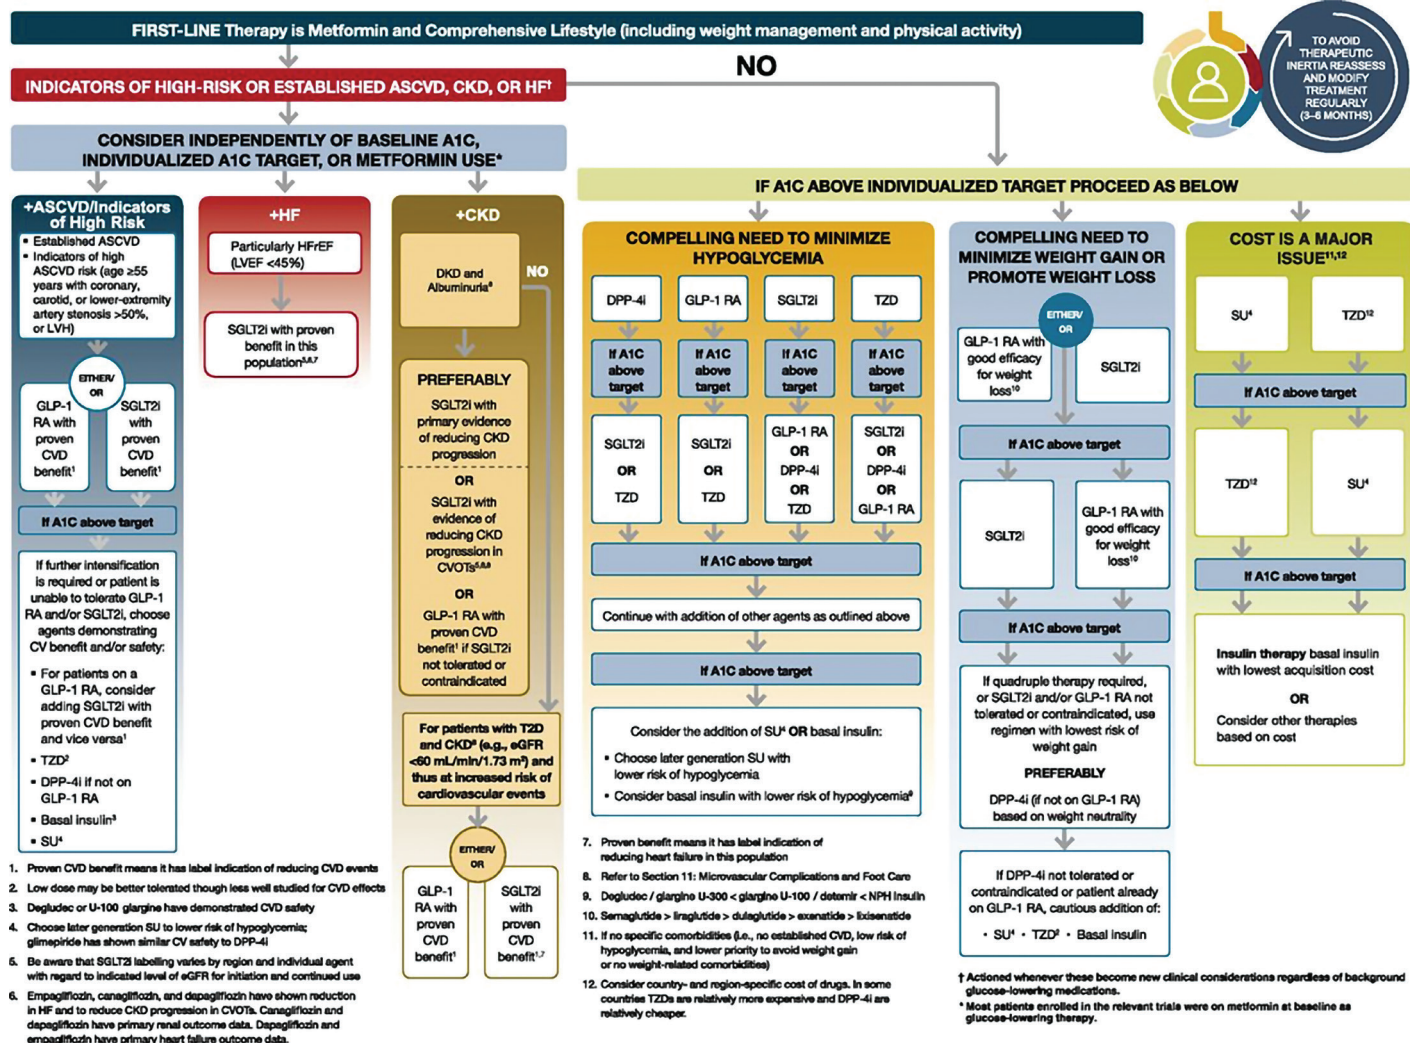 FIRST-LINE Therapy is Metformin and Comprehensive Lifestyle (including weight management and physical activity)
TO AVOID
THERAPEUTIC
INERTIA REASSESS
AND MODIFY
TREATMENT
REGULARLY
(3–6 MONTHS)
INDICATORS OF HIGH-RISK OR ESTABLISHED ASCVD, CKD, OR HF†
NO
CONSIDER INDEPENDENTLY OF BASELINE A1C,
INDIVIDUALIZED A1C TARGET, OR METFORMIN USE*
+ASCVD/Indicators
of High Risk
▪ Established ASCVD
▪ Indicators of high
ASCVD risk (age ≥55
years with coronary,
carotid, or lower-extremity
artery stenosis >50%,
or LVH)
EITHER/
OR
GLP-1
RA with
proven
CVD
benefit¹
SGLT2i
with
proven
CVD
benefit¹
If A1C above target
If further intensification
is required or patient is
unable to tolerate GLP-1
RA and/or SGLT2i, choose
agents demonstrating
CV benefit and/or safety:
▪ For patients on a
GLP-1 RA, consider
adding SGLT2i with
proven CVD benefit
and vice versa¹
▪ TZD²
▪ DPP-4i if not on
GLP-1 RA
▪ Basal insulin³
▪ SU⁴
+HF
Particularly HFrEF
(LVEF <45%)
SGLT2i with proven
benefit in this
population⁵,⁶,⁷
+CKD
DKD and
Albuminuria⁸
NO
PREFERABLY
SGLT2i with
primary evidence
of reducing CKD
progression
OR
SGLT2i with
evidence of
reducing CKD
progression in
CVOTs⁵,⁶,⁸
OR
GLP-1 RA with
proven CVD
benefit¹ if SGLT2i
not tolerated or
contraindicated
For patients with T2D
and CKD⁸ (e.g., eGFR
<60 mL/min/1.73 m²) and
thus at increased risk of
cardiovascular events
EITHER/
OR
GLP-1
RA with
proven
CVD
benefit¹
SGLT2i
with
proven
CVD
benefit¹,⁷
IF A1C ABOVE INDIVIDUALIZED TARGET PROCEED AS BELOW
COMPELLING NEED TO MINIMIZE
HYPOGLYCEMIA
DPP-4i
GLP-1 RA
SGLT2i
TZD
If A1C
above
target
If A1C
above
target
If A1C
above
target
If A1C
above
target
SGLT2i
OR
TZD
SGLT2i
OR
TZD
GLP-1 RA
OR
DPP-4i
OR
TZD
SGLT2i
OR
DPP-4i
OR
GLP-1 RA
If A1C above target
Continue with addition of other agents as outlined above
If A1C above target
Consider the addition of SU⁴ OR basal insulin:
▪ Choose later generation SU with
lower risk of hypoglycemia
▪ Consider basal insulin with lower risk of hypoglycemia⁹
COMPELLING NEED TO
MINIMIZE WEIGHT GAIN OR
PROMOTE WEIGHT LOSS
EITHER/
OR
GLP-1 RA with
good efficacy
for weight
loss¹⁰
SGLT2i
If A1C above target
SGLT2i
GLP-1 RA with
good efficacy
for weight
loss¹⁰
If A1C above target
If quadruple therapy required,
or SGLT2i and/or GLP-1 RA not
tolerated or contraindicated, use
regimen with lowest risk of
weight gain
PREFERABLY
DPP-4i (if not on GLP-1 RA)
based on weight neutrality
If DPP-4i not tolerated or
contraindicated or patient already
on GLP-1 RA, cautious addition of:
• SU⁴ • TZD² • Basal insulin
COST IS A MAJOR
ISSUE¹¹,¹²
SU⁴
TZD¹²
If A1C above target
TZD¹²
SU⁴
If A1C above target
Insulin therapy basal insulin
with lowest acquisition cost
OR
Consider other therapies
based on cost
1. Proven CVD benefit means it has label indication of reducing CVD events
2. Low dose may be better tolerated though less well studied for CVD effects
3. Degludec or U-100 glargine have demonstrated CVD safety
4. Choose later generation SU to lower risk of hypoglycemia;
glimepiride has shown similar CV safety to DPP-4i
5. Be aware that SGLT2i labelling varies by region and individual agent
with regard to indicated level of eGFR for initiation and continued use
6. Empagliflozin, canagliflozin, and dapagliflozin have shown reduction
in HF and to reduce CKD progression in CVOTs. Canagliflozin and
dapagliflozin have primary renal outcome data. Dapagliflozin and
empagliflozin have primary heart failure outcome data.
7. Proven benefit means it has label indication of
reducing heart failure in this population
8. Refer to Section 11: Microvascular Complications and Foot Care
9. Degludec / glargine U-300 < glargine U-100 / detemir < NPH insulin
10. Semaglutide > liraglutide > dulaglutide > exenatide > lixisenatide
11. If no specific comorbidities (i.e., no established CVD, low risk of
hypoglycemia, and lower priority to avoid weight gain
or no weight-related comorbidities)
12. Consider country- and region-specific cost of drugs. In some
countries TZDs are relatively more expensive and DPP-4i are
relatively cheaper.
† Actioned whenever these become new clinical considerations regardless of background
glucose-lowering medications.
* Most patients enrolled in the relevant trials were on metformin at baseline as
glucose-lowering therapy.